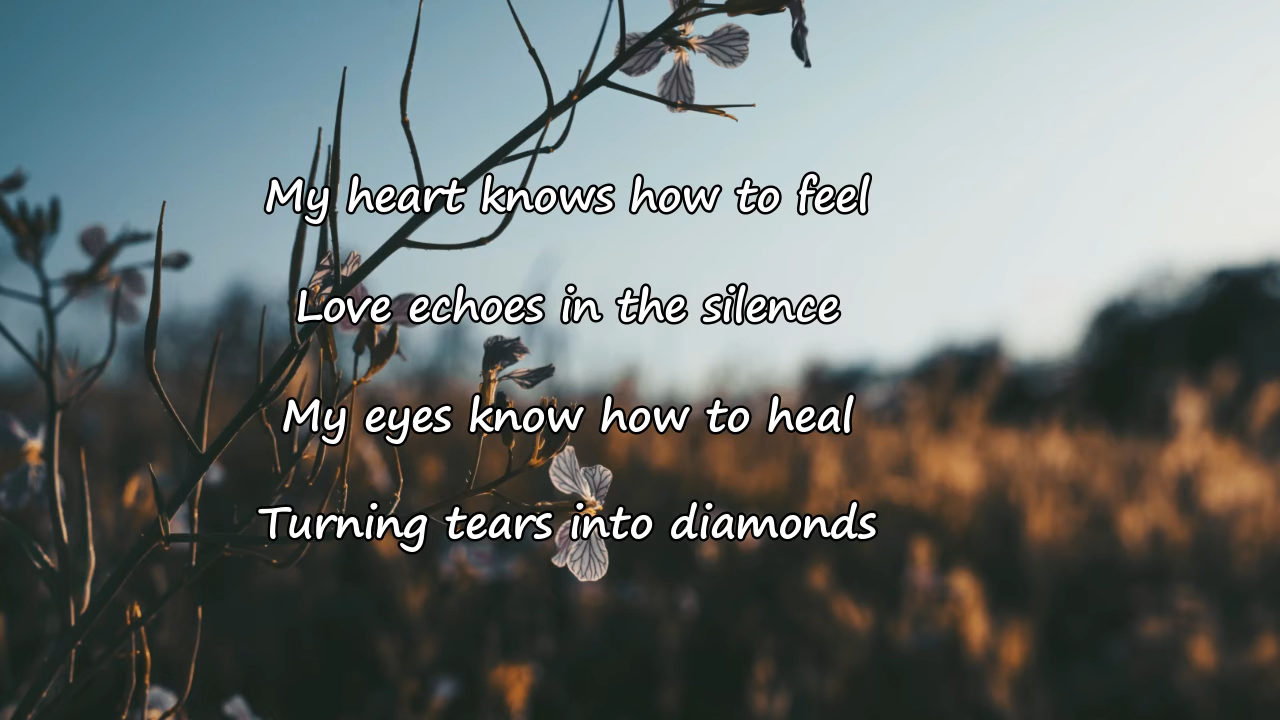 My heart knows how to feel
Love echoes in the silence
My eyes know how to heal
Turning tears into diamonds